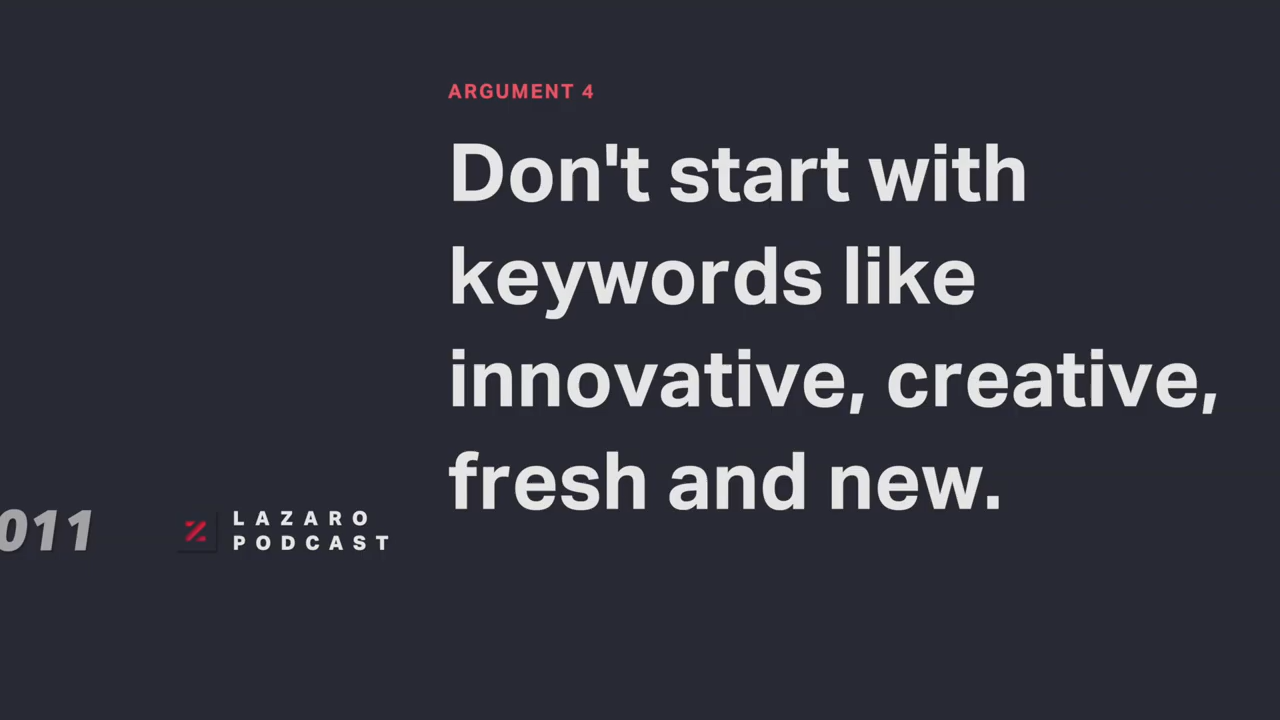 ARGUMENT 4
Don't start with
keywords like
innovative, creative,
fresh and new.
011
LAZARO
PODCAST